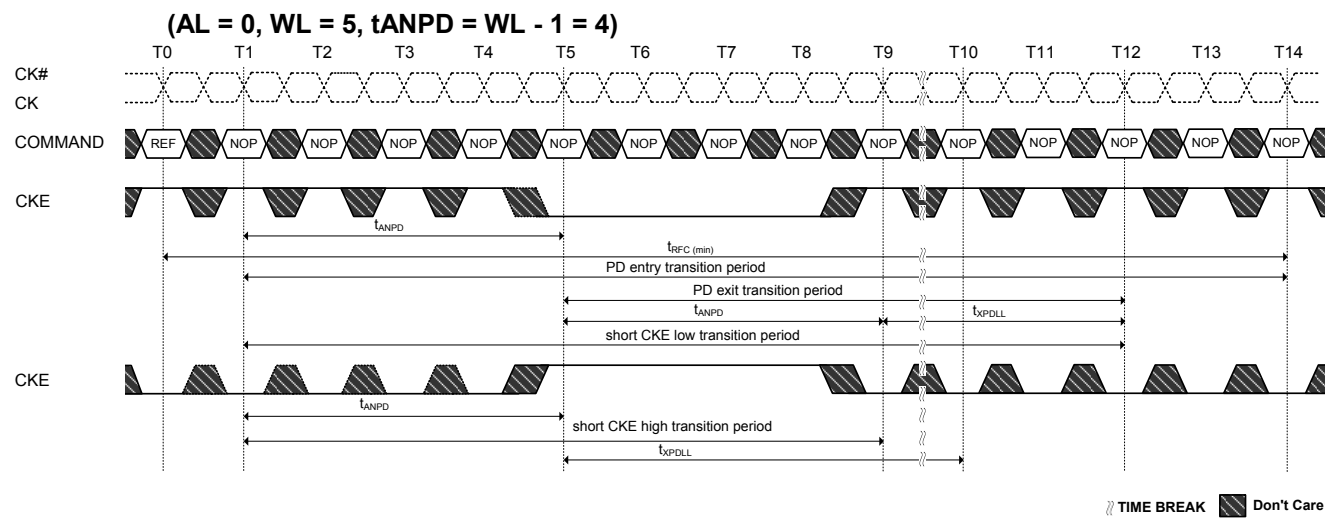 (AL = 0, WL = 5, tANPD = WL - 1 = 4)
T0 T1 T2 T3 T4 T5 T6 T7 T8 T9 T10 T11 T12 T13 T14
CK#
CK
COMMAND REF NOP NOP NOP NOP NOP NOP NOP NOP NOP NOP NOP NOP NOP NOP
CKE
tANPD
tRFC (min)
PD entry transition period
PD exit transition period
tANPD tXPDLL
short CKE low transition period
CKE
tANPD
short CKE high transition period
tXPDLL
TIME BREAK Don't Care